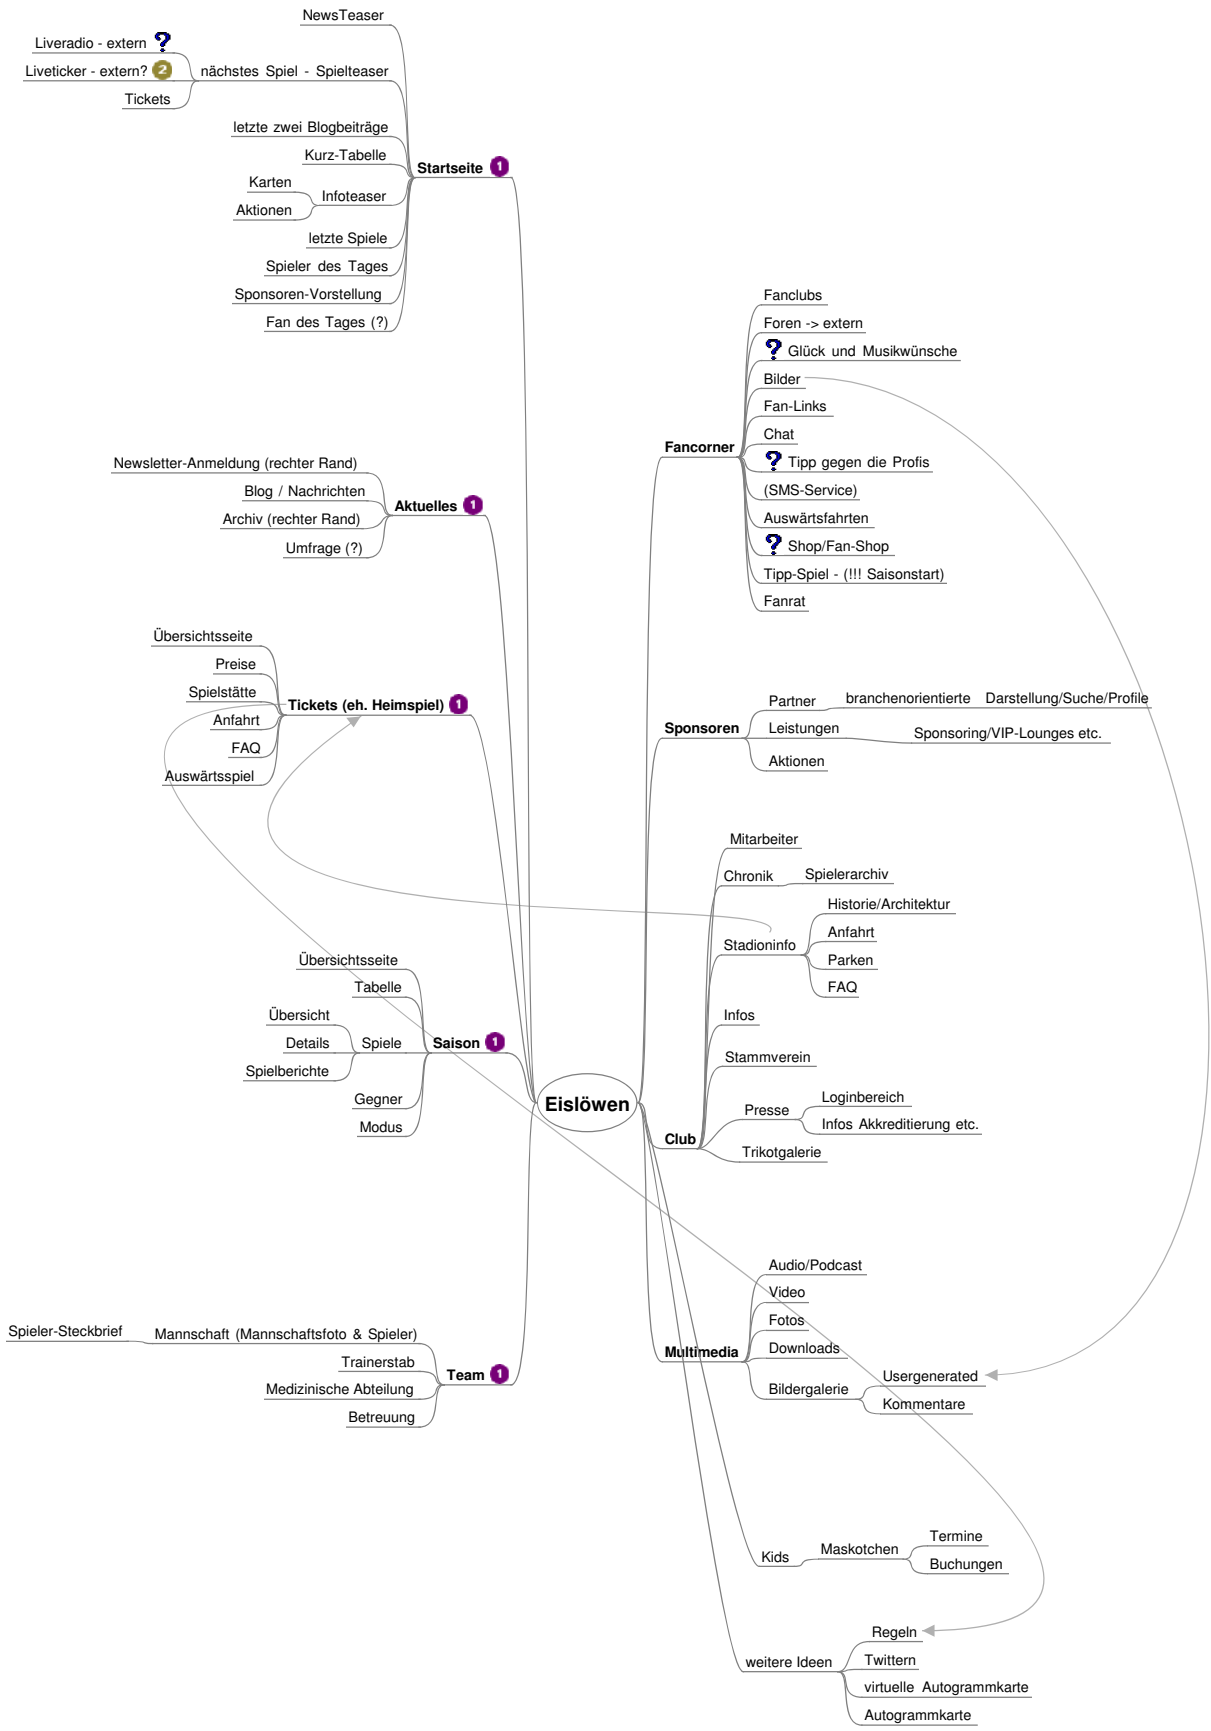 NewsTeaser
Liveradio - extern
Liveticker - extern? 2
Tickets
nächstes Spiel - Spielteaser
letzte zwei Blogbeiträge
Kurz-Tabelle
Karten
Aktionen
Infoteaser
letzte Spiele
Spieler des Tages
Sponsoren-Vorstellung
Fan des Tages (?)
Startseite 1
Newsletter-Anmeldung (rechter Rand)
Blog / Nachrichten
Archiv (rechter Rand)
Umfrage (?)
Aktuelles 1
Übersichtsseite
Preise
Spielstätte
Anfahrt
FAQ
Auswärtsspiel
Tickets (eh. Heimspiel) 1
Übersichtsseite
Tabelle
Übersicht
Details
Spielberichte
Spiele
Gegner
Modus
Saison 1
Spieler-Steckbrief
Mannschaft (Mannschaftsfoto & Spieler)
Trainerstab
Medizinische Abteilung
Betreuung
Team 1
Eislöwen
Fancorner
Fanclubs
Foren -> extern
? Glück und Musikwünsche
Bilder
Fan-Links
Chat
? Tipp gegen die Profis
(SMS-Service)
Auswärtsfahrten
? Shop/Fan-Shop
Tipp-Spiel - (!!! Saisonstart)
Fanrat
Sponsoren
Partner
branchenorientierte Darstellung/Suche/Profile
Leistungen
Sponsoring/VIP-Lounges etc.
Aktionen
Club
Mitarbeiter
Chronik
Spielerarchiv
Stadioninfo
Historie/Architektur
Anfahrt
Parken
FAQ
Infos
Stammverein
Presse
Loginbereich
Infos Akkreditierung etc.
Trikotgalerie
Multimedia
Audio/Podcast
Video
Fotos
Downloads
Bildergalerie
Usergenerated
Kommentare
Kids
Maskotchen
Termine
Buchungen
weitere Ideen
Regeln
Twittern
virtuelle Autogrammkarte
Autogrammkarte